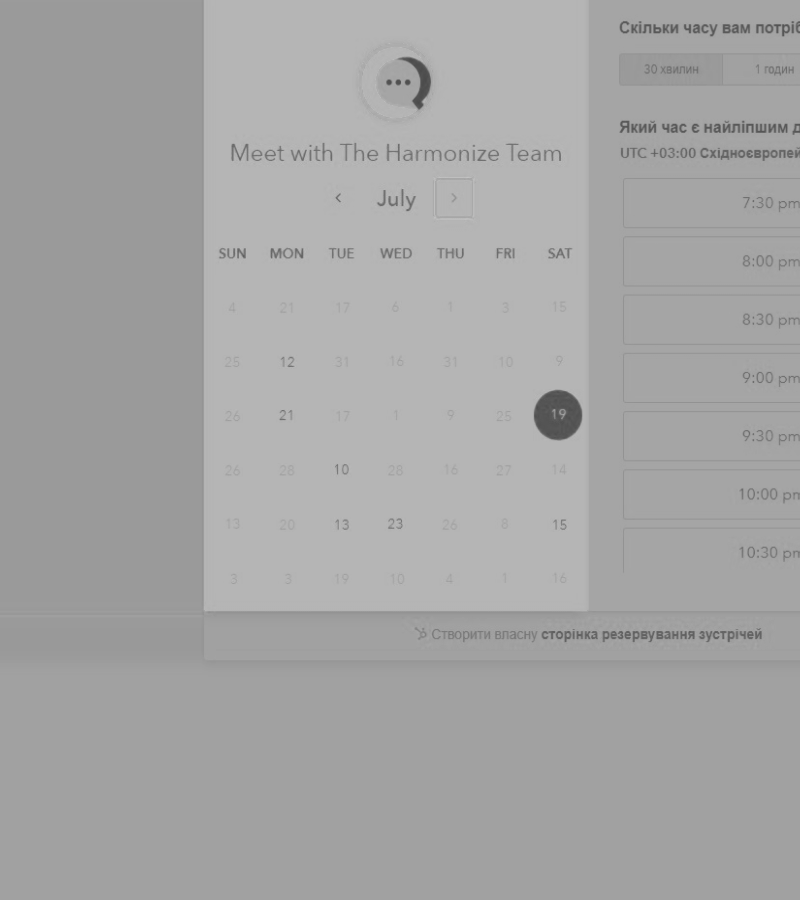 Meet with The Harmonize Team
July
SUN MON TUE WED THU FRI SAT
4 21 17 6 1 3 15
25 12 31 16 31 10 9
26 21 17 1 9 25 19
26 28 10 28 16 27 14
13 20 13 23 26 8 15
3 3 19 10 4 1 16
Скільки часу вам потріб
30 хвилин 1 годин
Який час є найліпшим д
UTC +03:00 Східноєвропей
7:30 pm
8:00 pm
8:30 pm
9:00 pm
9:30 pm
10:00 pm
10:30 pm
Створити власну сторінка резервування зустрічей